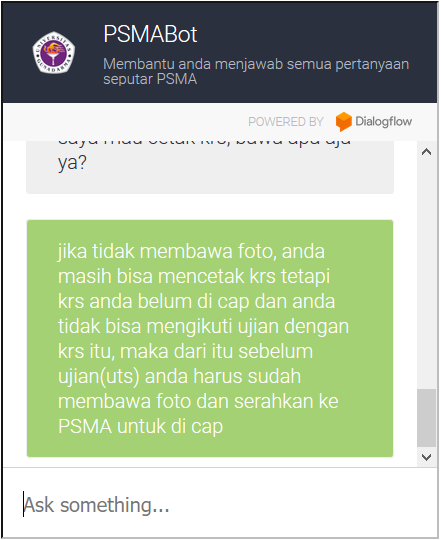 PSMABot
Membantu anda menjawab semua pertanyaan
seputar PSMA
POWERED BY Dialogflow
saya mau cetak krs, bawa apa aja
ya?
jika tidak membawa foto, anda
masih bisa mencetak krs tetapi
krs anda belum di cap dan anda
tidak bisa mengikuti ujian dengan
krs itu, maka dari itu sebelum
ujian(uts) anda harus sudah
membawa foto dan serahkan ke
PSMA untuk di cap
Ask something...